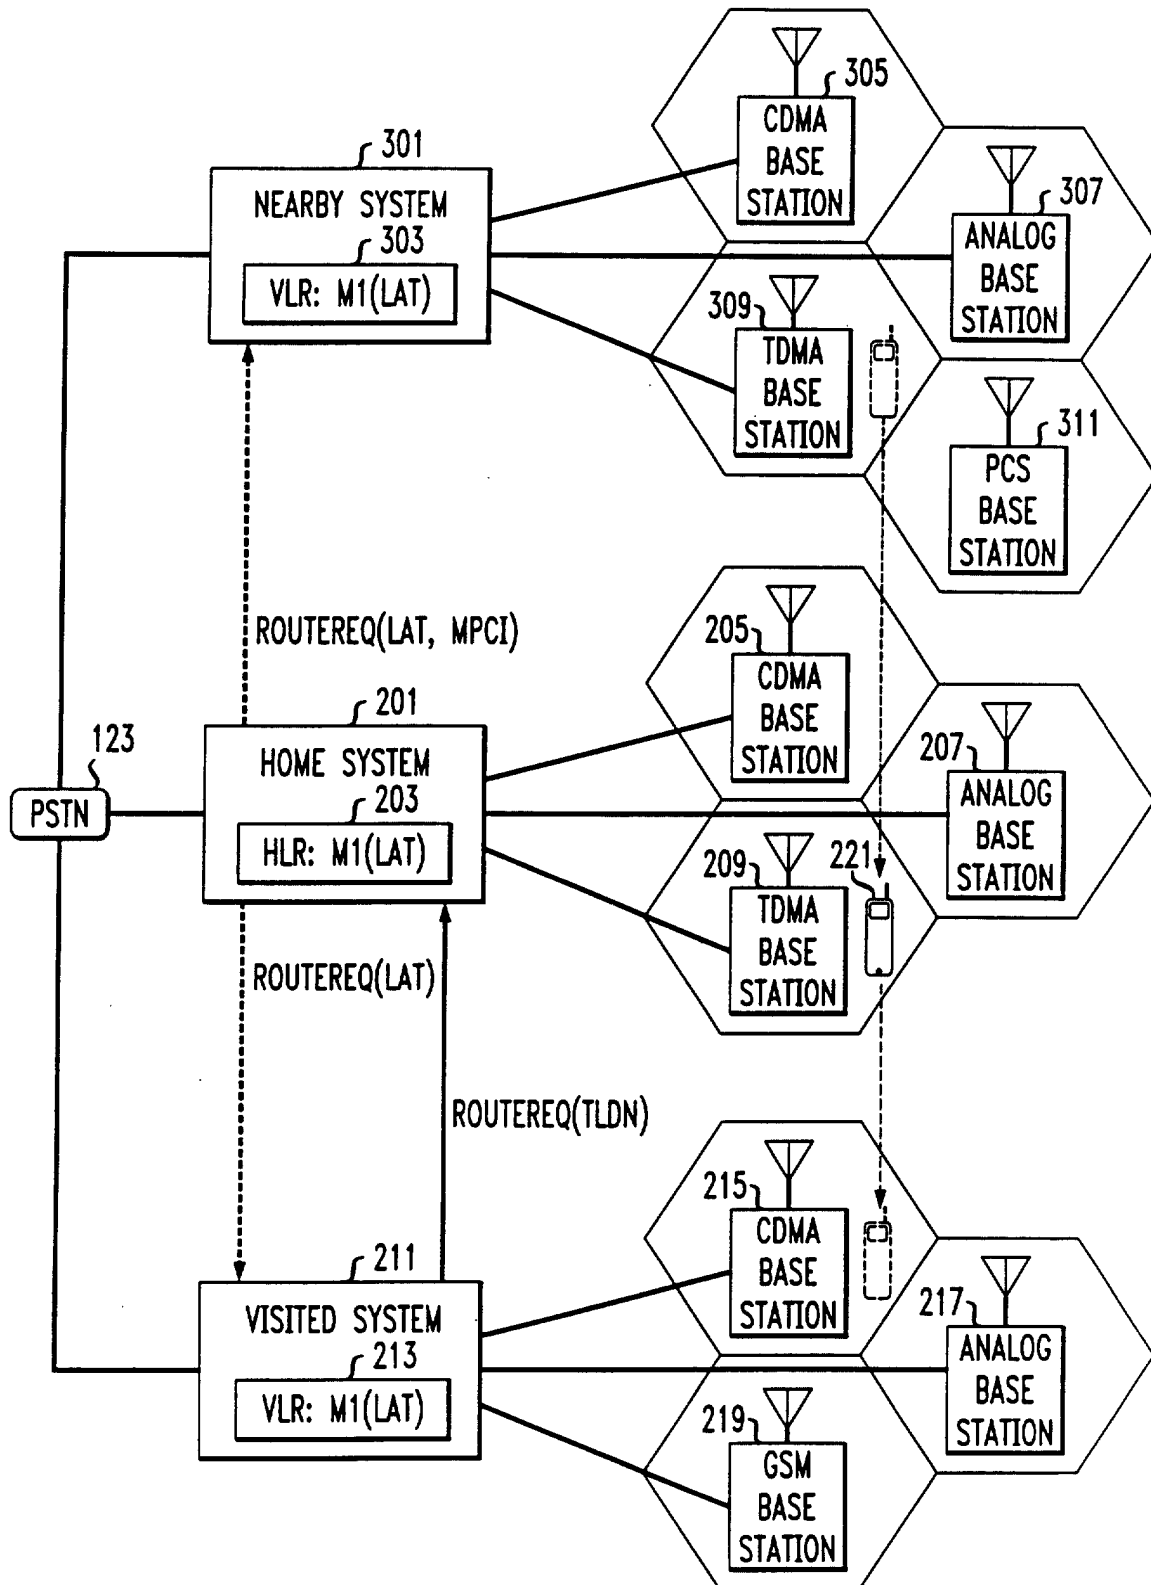 305
CDMA
BASE
STATION
301
NEARBY SYSTEM
303
VLR: M1(LAT)
307
ANALOG
BASE
STATION
309
TDMA
BASE
STATION
311
PCS
BASE
STATION
ROUTEREQ(LAT, MPCI)
205
CDMA
BASE
STATION
201
HOME SYSTEM
203
HLR: M1(LAT)
123
PSTN
207
ANALOG
BASE
STATION
209
TDMA
BASE
STATION
221
ROUTEREQ(LAT)
ROUTEREQ(TLDN)
215
CDMA
BASE
STATION
211
VISITED SYSTEM
213
VLR: M1(LAT)
217
ANALOG
BASE
STATION
219
GSM
BASE
STATION